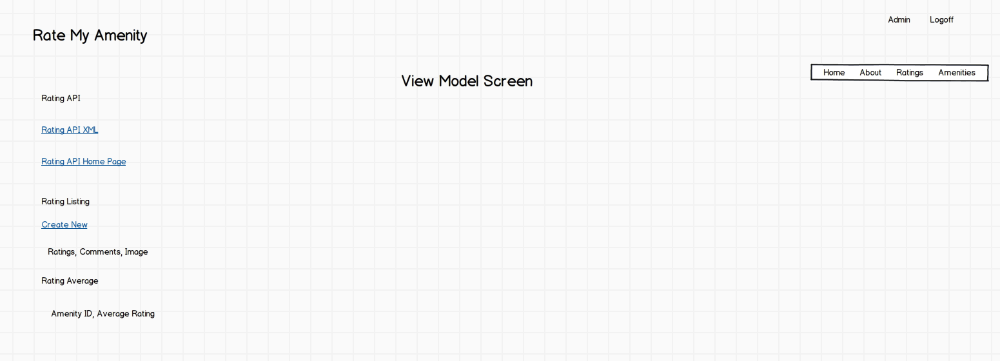 Admin Logoff
Rate My Amenity
Home About Ratings Amenities
View Model Screen
Rating API
Rating API XML
Rating API Home Page
Rating Listing
Create New
Ratings, Comments, Image
Rating Average
Amenity ID, Average Rating